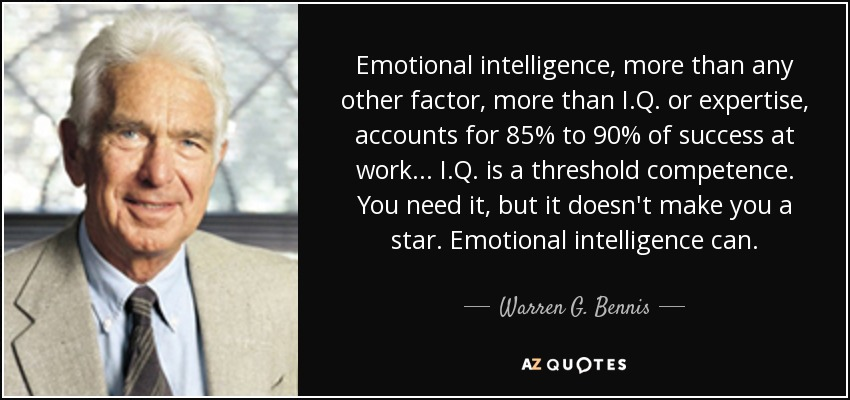 Emotional intelligence, more than any
other factor, more than I.Q. or expertise,
accounts for 85% to 90% of success at
work... I.Q. is a threshold competence.
You need it, but it doesn't make you a
star. Emotional intelligence can.
Warren G. Bennis
AZ QUOTES